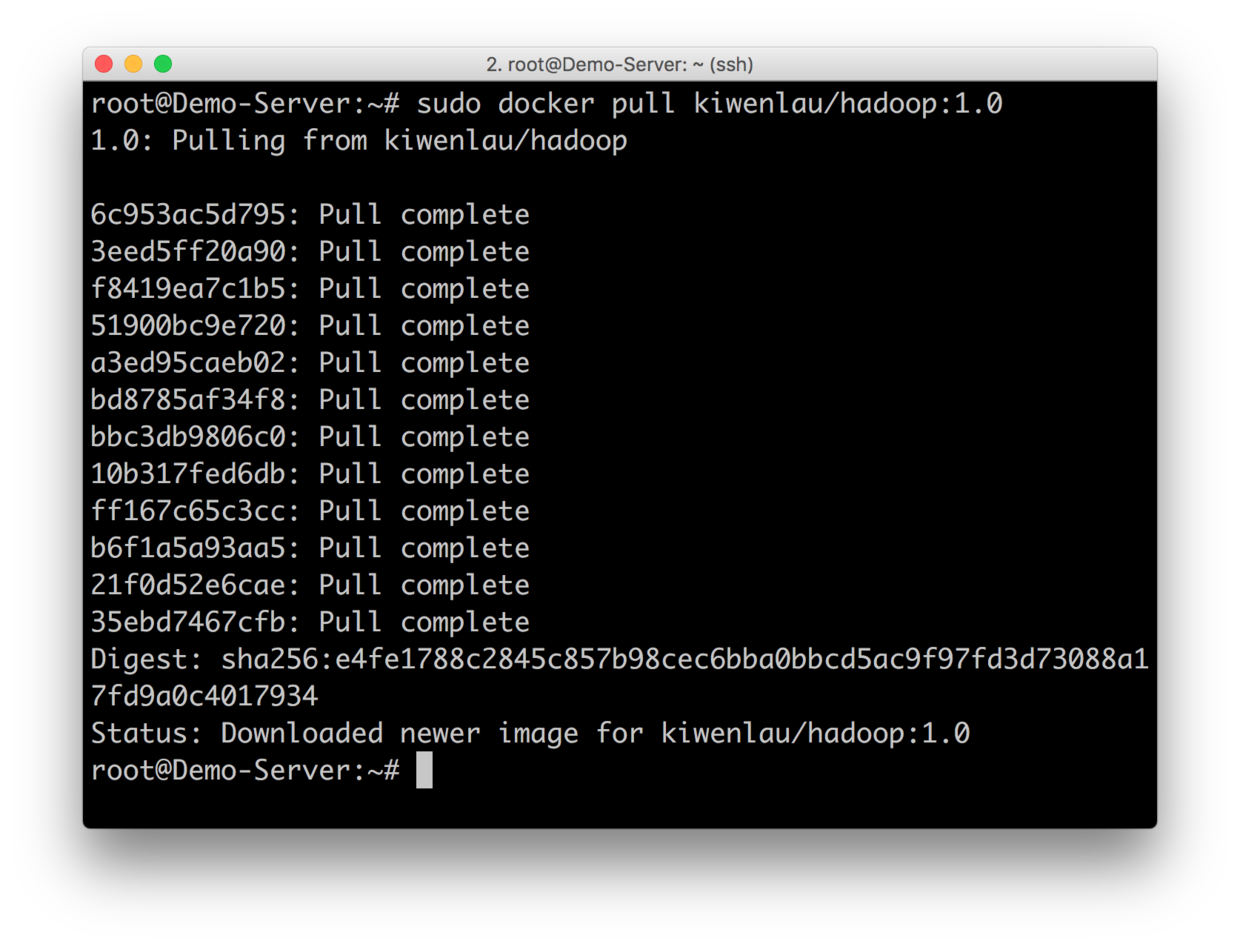 2. root@Demo-Server: ~ (ssh)
root@Demo-Server:~# sudo docker pull kiwenlau/hadoop:1.0
1.0: Pulling from kiwenlau/hadoop
6c953ac5d795: Pull complete
3eed5ff20a90: Pull complete
f8419ea7c1b5: Pull complete
51900bc9e720: Pull complete
a3ed95caeb02: Pull complete
bd8785af34f8: Pull complete
bbc3db9806c0: Pull complete
10b317fed6db: Pull complete
ff167c65c3cc: Pull complete
b6f1a5a93aa5: Pull complete
21f0d52e6cae: Pull complete
35ebd7467cfb: Pull complete
Digest: sha256:e4fe1788c2845c857b98cec6bba0bbcd5ac9f97fd3d73088a1
7fd9a0c4017934
Status: Downloaded newer image for kiwenlau/hadoop:1.0
root@Demo-Server:~#